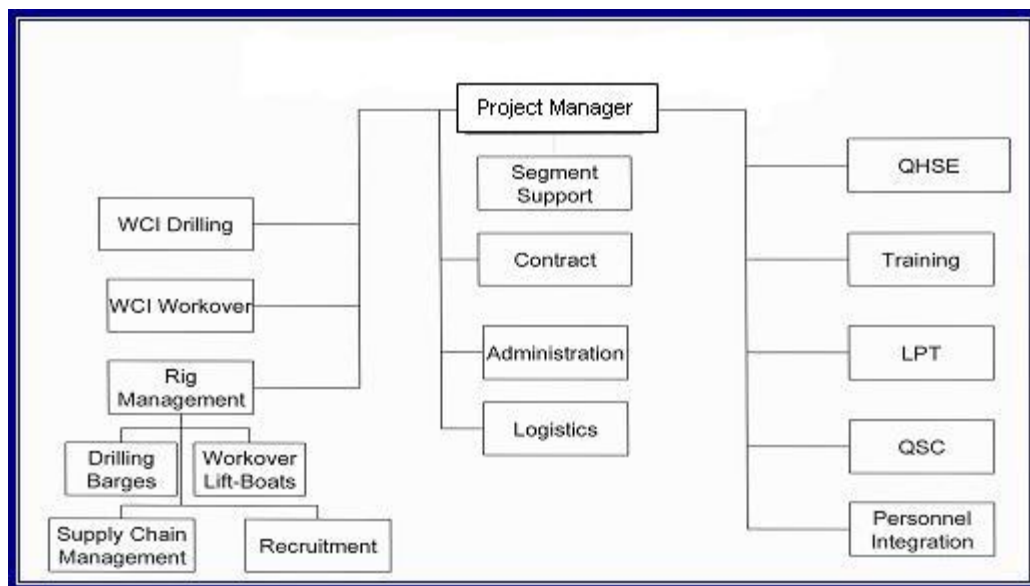 Project Manager
Segment
Support
Contract
Administration
Logistics
WCI Drilling
WCI Workover
Rig
Management
Drilling
Barges
Workover
Lift-Boats
Supply Chain
Management
Recruitment
QHSE
Training
LPT
QSC
Personnel
Integration